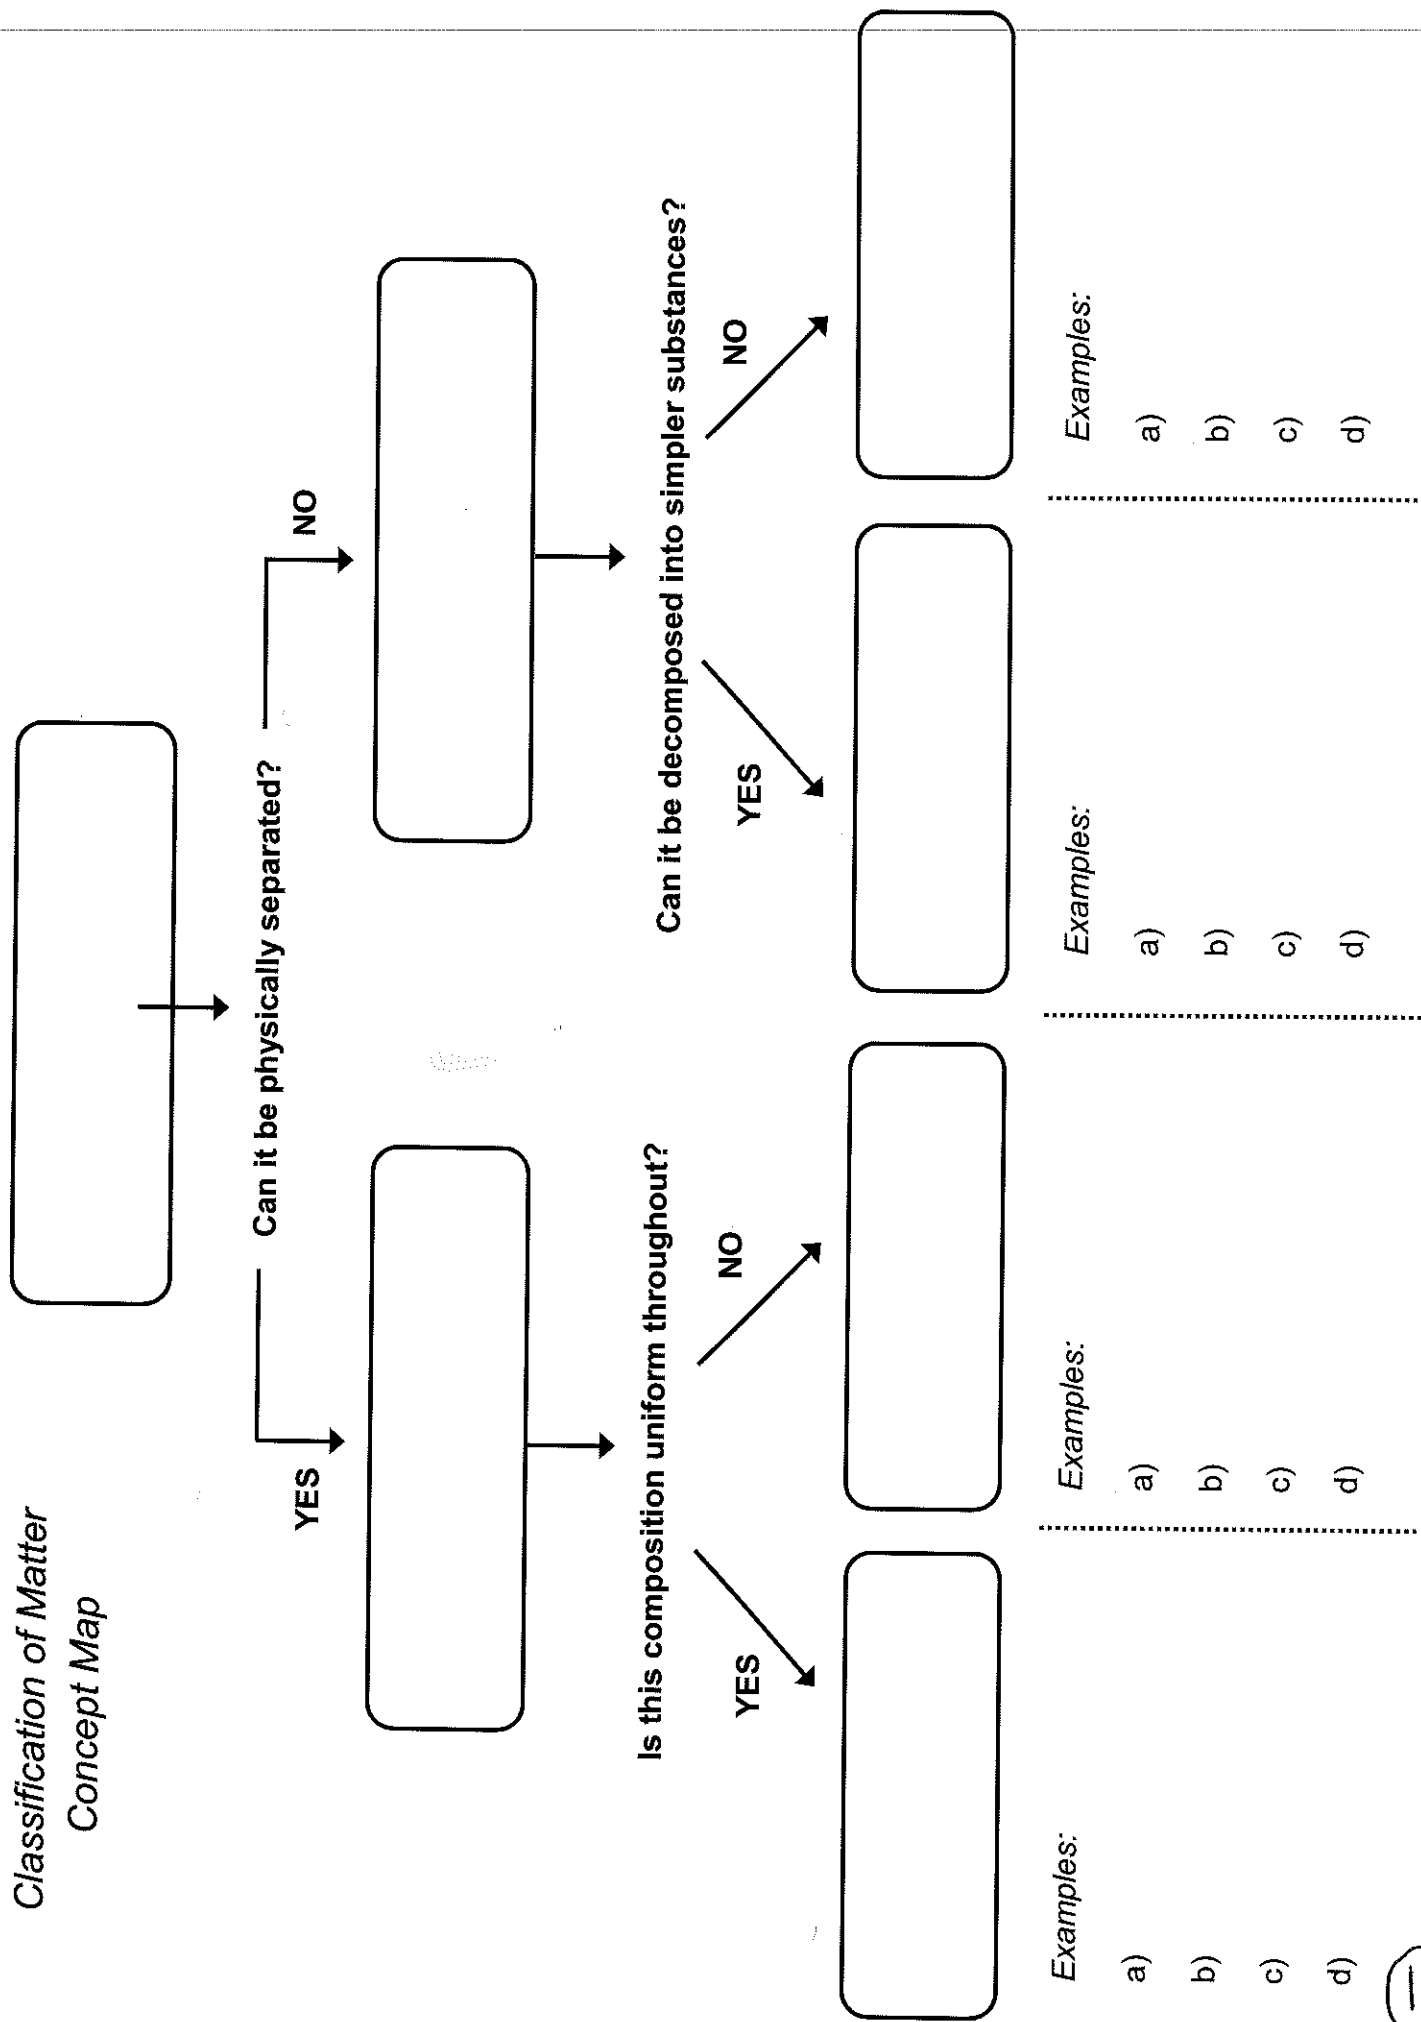 Classification of Matter
Concept Map
Can it be physically separated?
YES
NO
Is this composition uniform throughout?
Can it be decomposed into simpler substances?
YES
NO
YES
NO
Examples:
a)
b)
c)
d)
Examples:
a)
b)
c)
d)
Examples:
a)
b)
c)
d)
Examples:
a)
b)
c)
d)